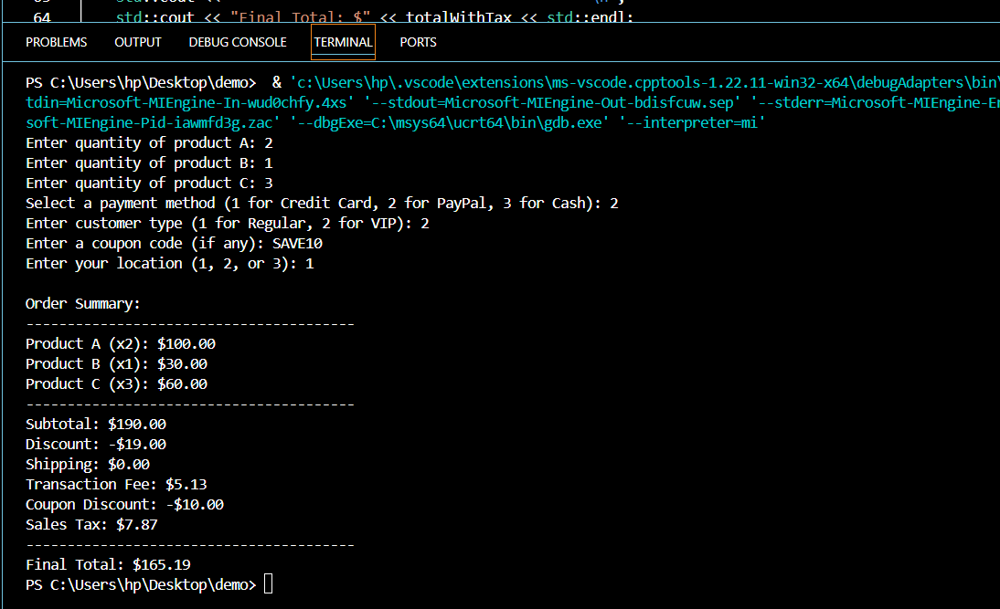 64 std::cout << "Final Total: $" << totalWithTax << std::endl;
PROBLEMS OUTPUT DEBUG CONSOLE TERMINAL PORTS
PS C:\Users\hp\Desktop\demo>  & 'c:\Users\hp\.vscode\extensions\ms-vscode.cpptools-1.22.11-win32-x64\debugAdapters\bin\
tdin=Microsoft-MIEngine-In-wud0chfy.4xs' '--stdout=Microsoft-MIEngine-Out-bdisfcuw.sep' '--stderr=Microsoft-MIEngine-Er
soft-MIEngine-Pid-iawmfd3g.zac' '--dbgExe=C:\msys64\ucrt64\bin\gdb.exe' '--interpreter=mi'
Enter quantity of product A: 2
Enter quantity of product B: 1
Enter quantity of product C: 3
Select a payment method (1 for Credit Card, 2 for PayPal, 3 for Cash): 2
Enter customer type (1 for Regular, 2 for VIP): 2
Enter a coupon code (if any): SAVE10
Enter your location (1, 2, or 3): 1
Order Summary:
----------------------------------------
Product A (x2): $100.00
Product B (x1): $30.00
Product C (x3): $60.00
----------------------------------------
Subtotal: $190.00
Discount: -$19.00
Shipping: $0.00
Transaction Fee: $5.13
Coupon Discount: -$10.00
Sales Tax: $7.87
----------------------------------------
Final Total: $165.19
PS C:\Users\hp\Desktop\demo>